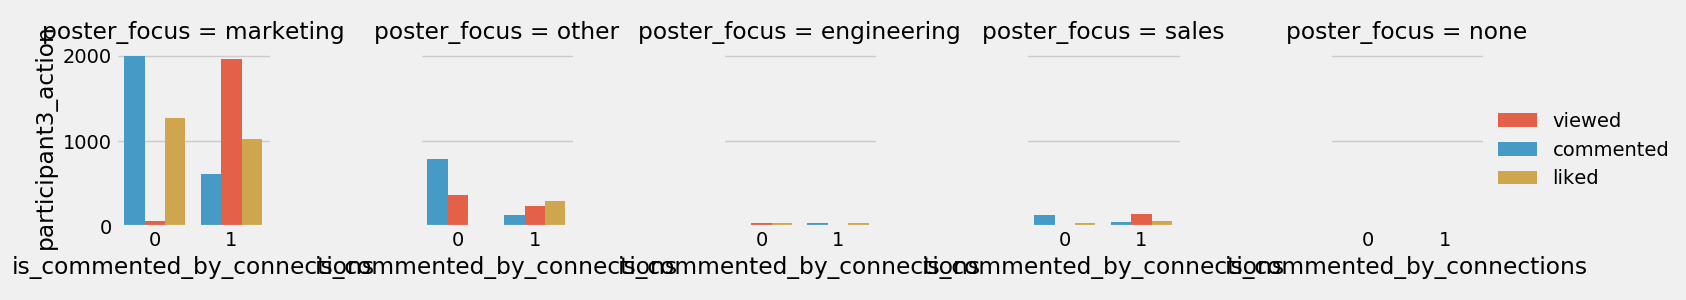 poster_focus = marketing
poster_focus = other
poster_focus = engineering
poster_focus = sales
poster_focus = none
participant3_action
2000
1000
0
0 1
0 1
0 1
0 1
0 1
is_commented_by_connections
is_commented_by_connections
is_commented_by_connections
is_commented_by_connections
is_commented_by_connections
viewed
commented
liked